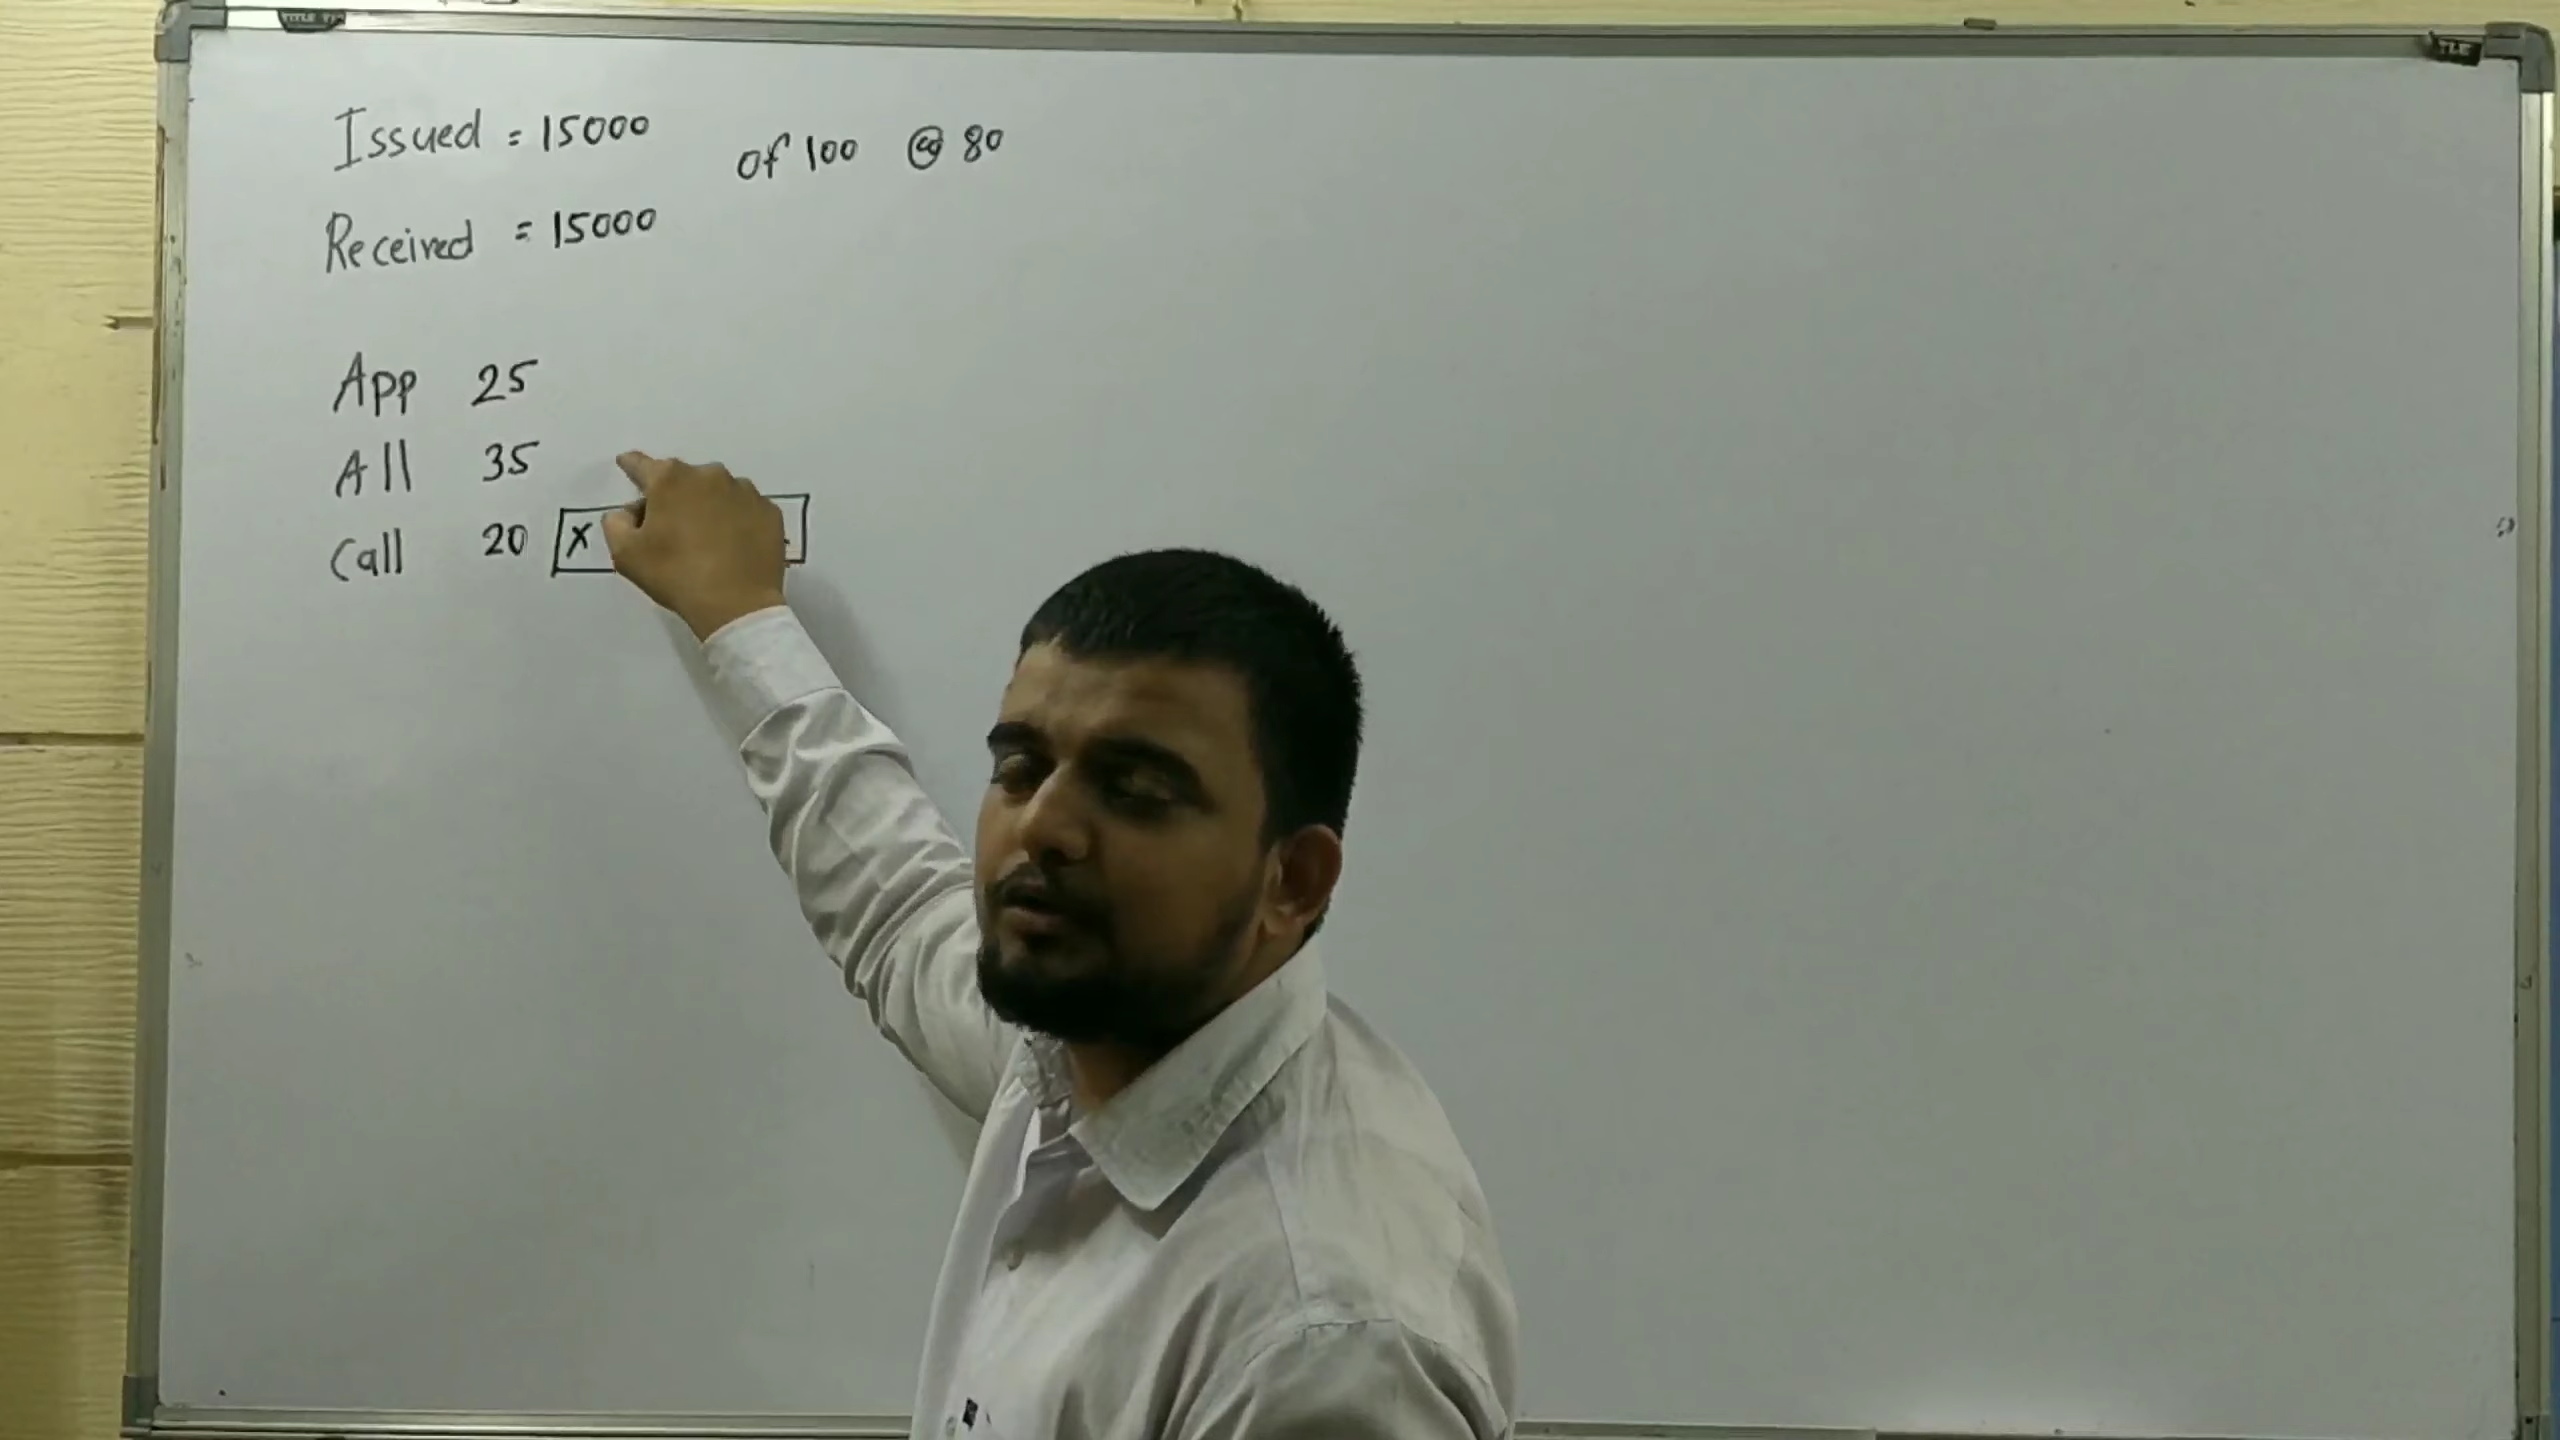 Issued = 15000 of 100 @ 80
Received = 15000
App 25
All 35
Call 20 X